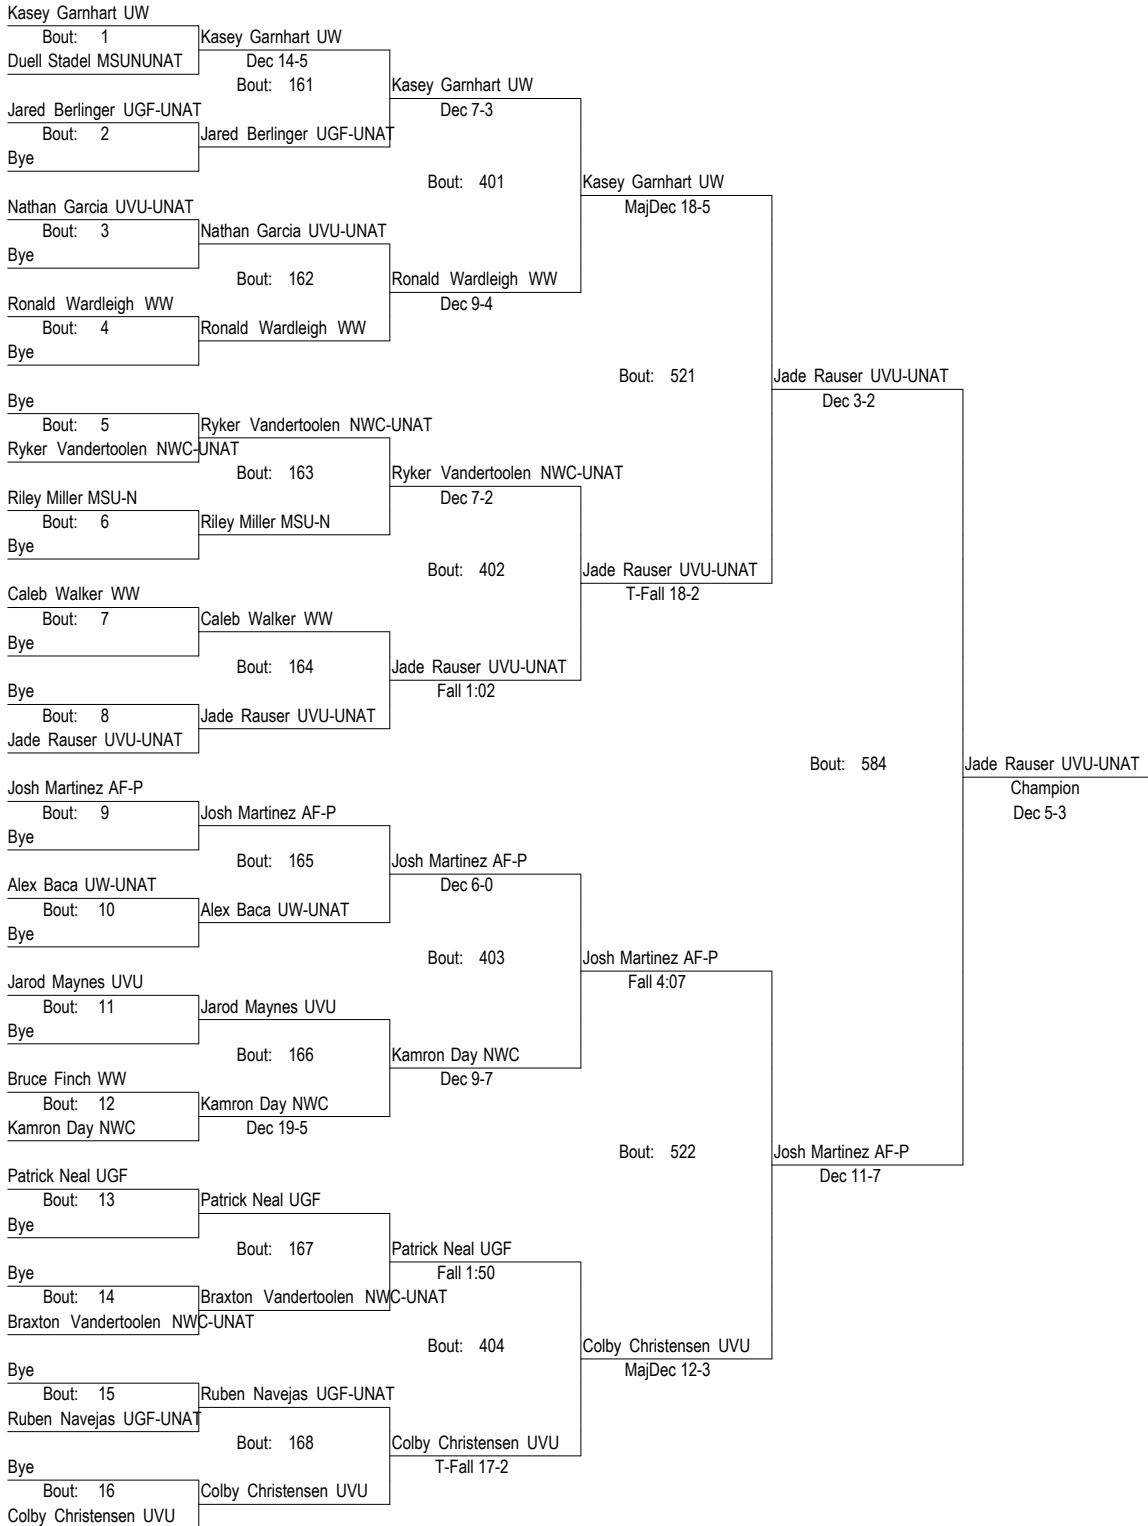 Kasey Garnhart UW
Bout: 1
Kasey Garnhart UW
Duell Stadel MSUNUNAT
Dec 14-5
Bout: 161
Kasey Garnhart UW
Jared Berlinger UGF-UNAT
Dec 7-3
Bout: 2
Jared Berlinger UGF-UNAT
Bye
Bout: 401
Kasey Garnhart UW
Nathan Garcia UVU-UNAT
MajDec 18-5
Bout: 3
Nathan Garcia UVU-UNAT
Bye
Bout: 162
Ronald Wardleigh WW
Ronald Wardleigh WW
Dec 9-4
Bout: 4
Ronald Wardleigh WW
Bye
Bout: 521
Jade Rauser UVU-UNAT
Bye
Dec 3-2
Bout: 5
Ryker Vandertoolen NWC-UNAT
Ryker Vandertoolen NWC-UNAT
Bout: 163
Ryker Vandertoolen NWC-UNAT
Riley Miller MSU-N
Dec 7-2
Bout: 6
Riley Miller MSU-N
Bye
Bout: 402
Jade Rauser UVU-UNAT
Caleb Walker WW
T-Fall 18-2
Bout: 7
Caleb Walker WW
Bye
Bout: 164
Jade Rauser UVU-UNAT
Bye
Fall 1:02
Bout: 8
Jade Rauser UVU-UNAT
Jade Rauser UVU-UNAT
Bout: 584
Jade Rauser UVU-UNAT
Josh Martinez AF-P
Champion
Bout: 9
Josh Martinez AF-P
Dec 5-3
Bye
Bout: 165
Josh Martinez AF-P
Alex Baca UW-UNAT
Dec 6-0
Bout: 10
Alex Baca UW-UNAT
Bye
Bout: 403
Josh Martinez AF-P
Jarod Maynes UVU
Fall 4:07
Bout: 11
Jarod Maynes UVU
Bye
Bout: 166
Kamron Day NWC
Bruce Finch WW
Dec 9-7
Bout: 12
Kamron Day NWC
Kamron Day NWC
Dec 19-5
Bout: 522
Josh Martinez AF-P
Patrick Neal UGF
Dec 11-7
Bout: 13
Patrick Neal UGF
Bye
Bout: 167
Patrick Neal UGF
Bye
Fall 1:50
Bout: 14
Braxton Vandertoolen NWC-UNAT
Braxton Vandertoolen NWC-UNAT
Bout: 404
Colby Christensen UVU
Bye
MajDec 12-3
Bout: 15
Ruben Navejas UGF-UNAT
Ruben Navejas UGF-UNAT
Bout: 168
Colby Christensen UVU
Bye
T-Fall 17-2
Bout: 16
Colby Christensen UVU
Colby Christensen UVU